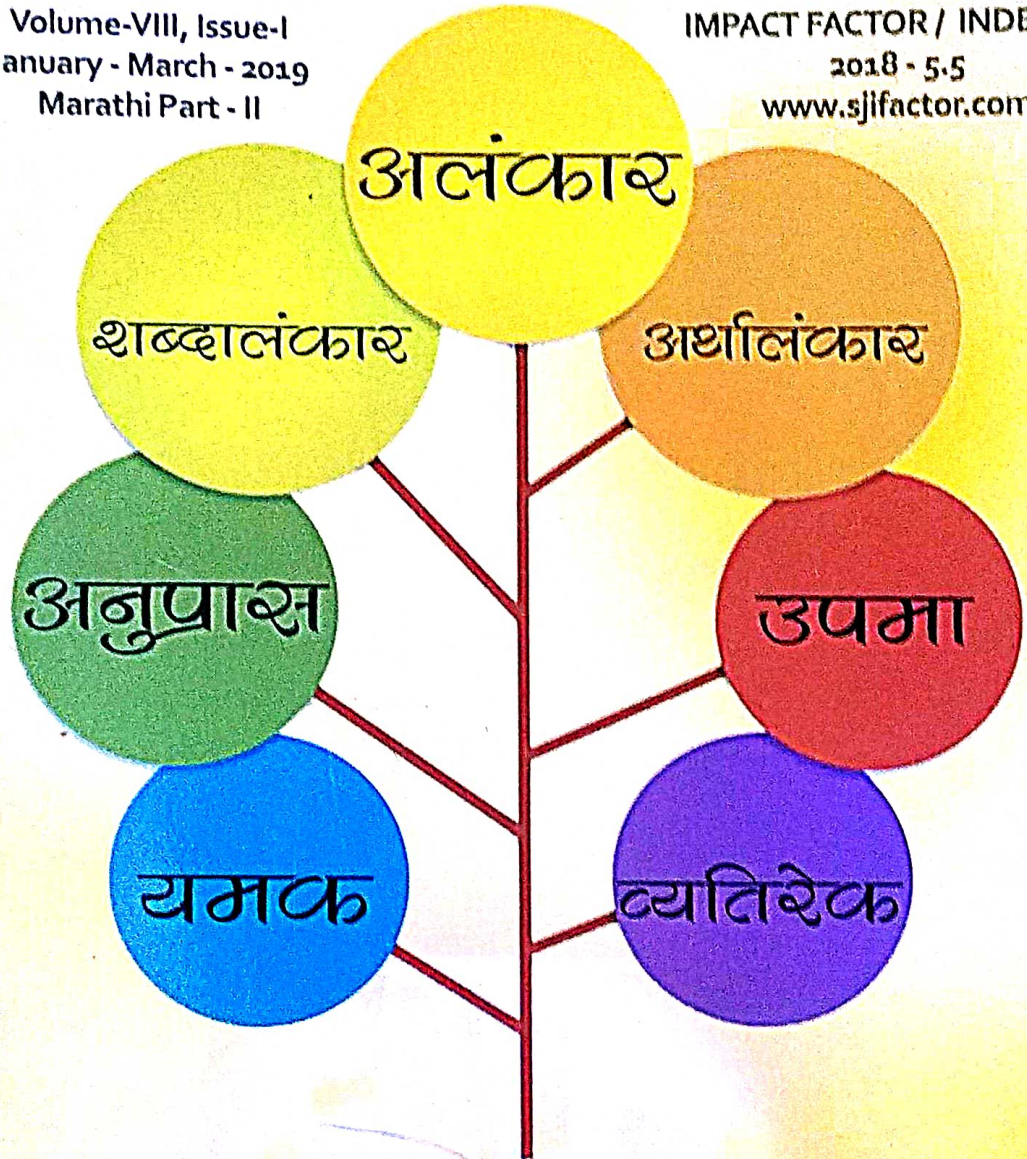 Volume-VIII, Issue-I
anuary - March - 2019
Marathi Part - II
IMPACT FACTOR / INDE
2018 - 5.5
www.sjifactor.com
अलंकार
शब्दालंकार
अर्थालंकार
अनुप्रास
उपमा
यमक
व्यतिरेक